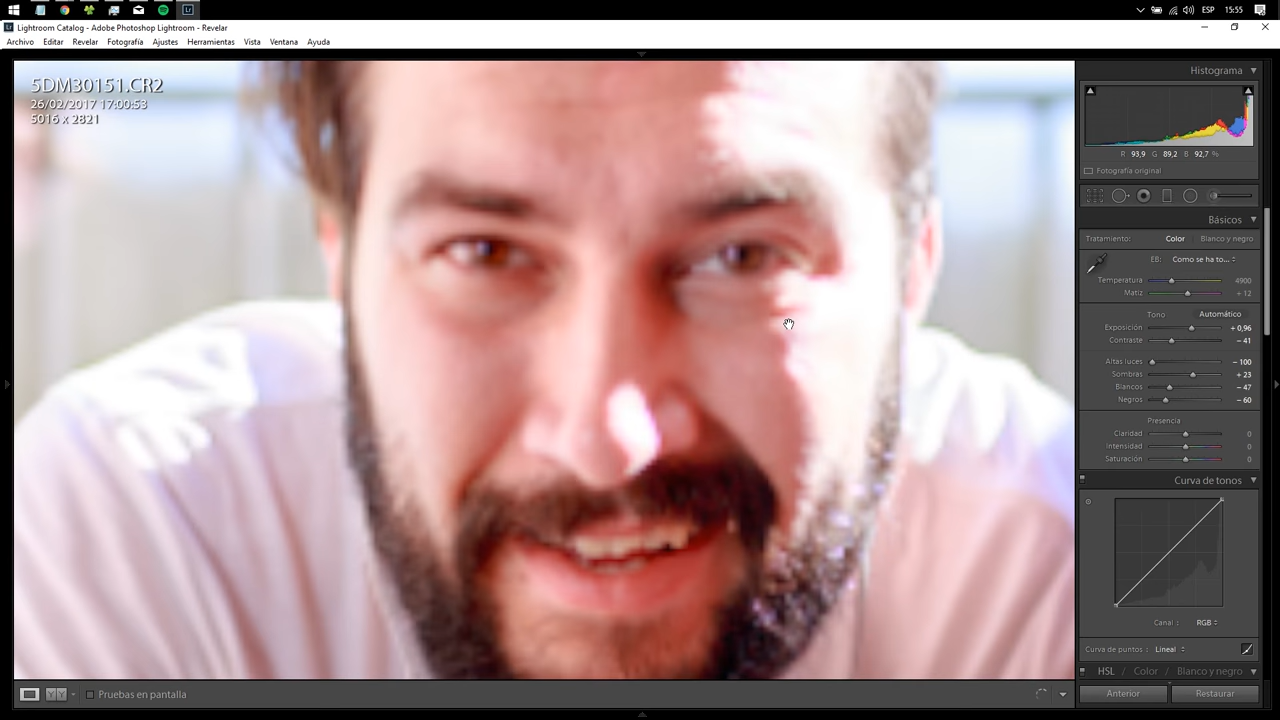 ESP 15:55
Lightroom Catalog - Adobe Photoshop Lightroom - Revelar
Archivo Editar Revelar Fotografía Ajustes Herramientas Vista Ventana Ayuda
5DM30151.CR2
26/02/2017 17:00:53
5016 x 2821
Histograma
R 93,9 G 89,2 B 92,7 %
Fotografía original
Básicos
Tratamiento: Color Blanco y negro
EB: Como se ha to...
Temperatura 4900
Matiz + 12
Tono Automático
Exposición + 0,96
Contraste − 41
Altas luces − 100
Sombras + 23
Blancos − 47
Negros − 60
Presencia
Claridad 0
Intensidad 0
Saturación 0
Curva de tonos
Canal : RGB
Curva de puntos : Lineal
HSL / Color / Blanco y negro
Pruebas en pantalla
Anterior Restaurar